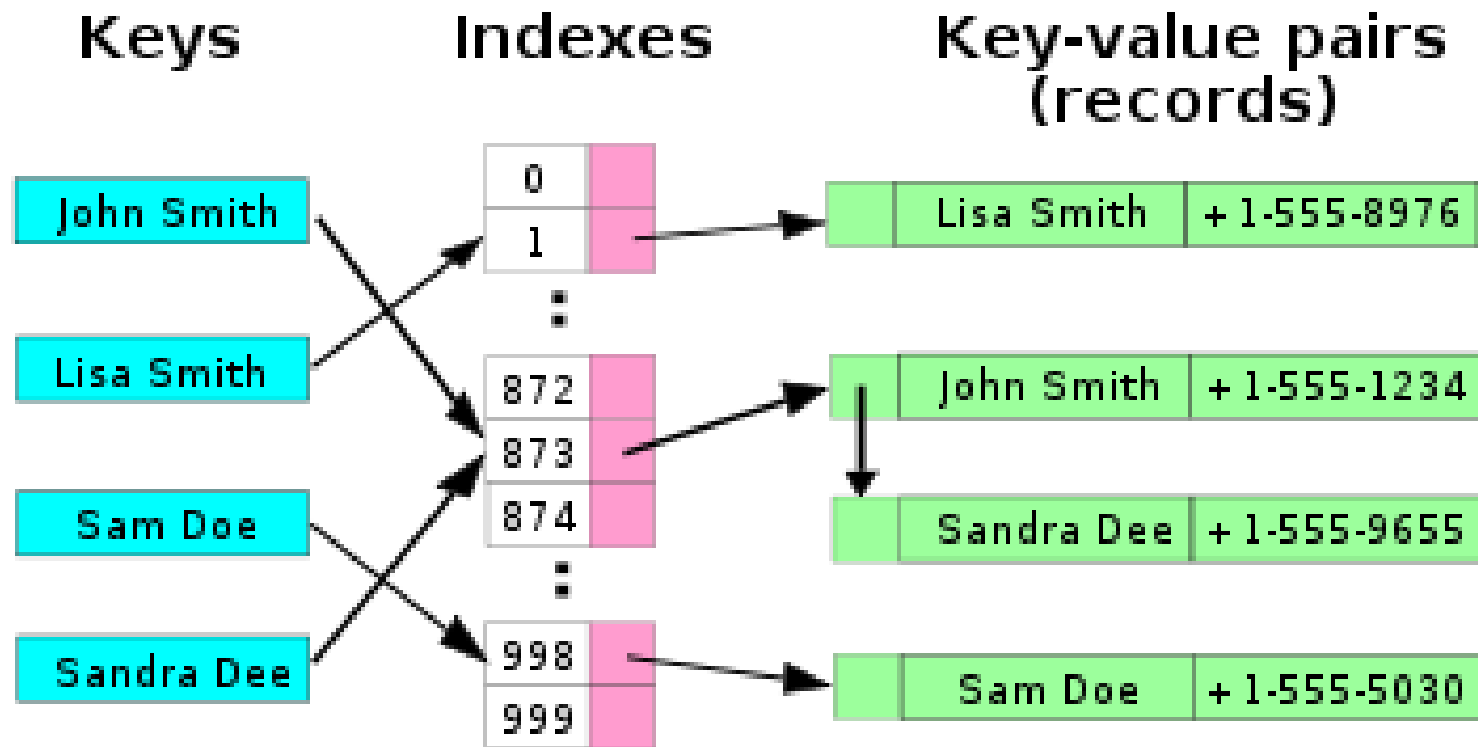 Keys
Indexes
Key-value pairs
(records)
John Smith
Lisa Smith
Sam Doe
Sandra Dee
0
1
:
872
873
874
:
998
999
Lisa Smith + 1-555-8976
John Smith + 1-555-1234
Sandra Dee + 1-555-9655
Sam Doe + 1-555-5030